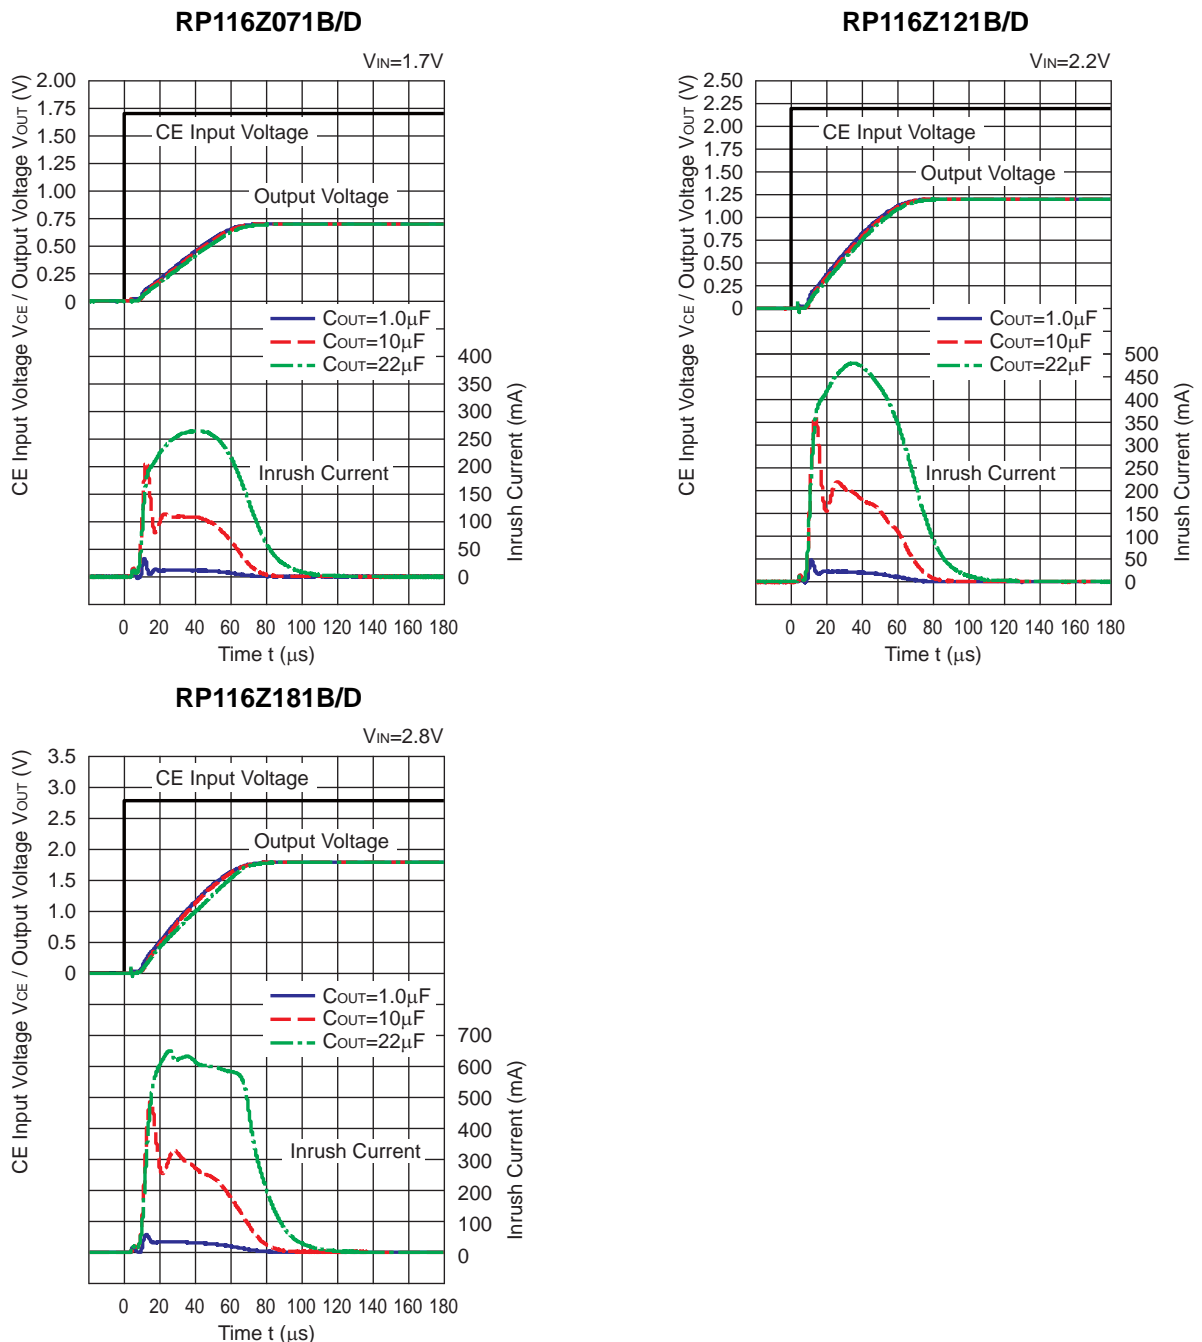 RP116Z071B/D
VIN=1.7V
CE Input Voltage VCE / Output Voltage VOUT (V)
2.00
1.75
1.50
1.25
1.00
0.75
0.50
0.25
0
CE Input Voltage
Output Voltage
COUT=1.0μF
COUT=10μF
COUT=22μF
Inrush Current
400
350
300
250
200
150
100
50
0
Inrush Current (mA)
0 20 40 60 80 100 120 140 160 180
Time t (μs)
RP116Z121B/D
VIN=2.2V
CE Input Voltage VCE / Output Voltage VOUT (V)
2.50
2.25
2.00
1.75
1.50
1.25
1.00
0.75
0.50
0.25
0
CE Input Voltage
Output Voltage
COUT=1.0μF
COUT=10μF
COUT=22μF
Inrush Current
500
450
400
350
300
250
200
150
100
50
0
Inrush Current (mA)
0 20 40 60 80 100 120 140 160 180
Time t (μs)
RP116Z181B/D
VIN=2.8V
CE Input Voltage VCE / Output Voltage VOUT (V)
3.5
3.0
2.5
2.0
1.5
1.0
0.5
0
CE Input Voltage
Output Voltage
COUT=1.0μF
COUT=10μF
COUT=22μF
Inrush Current
700
600
500
400
300
200
100
0
Inrush Current (mA)
0 20 40 60 80 100 120 140 160 180
Time t (μs)